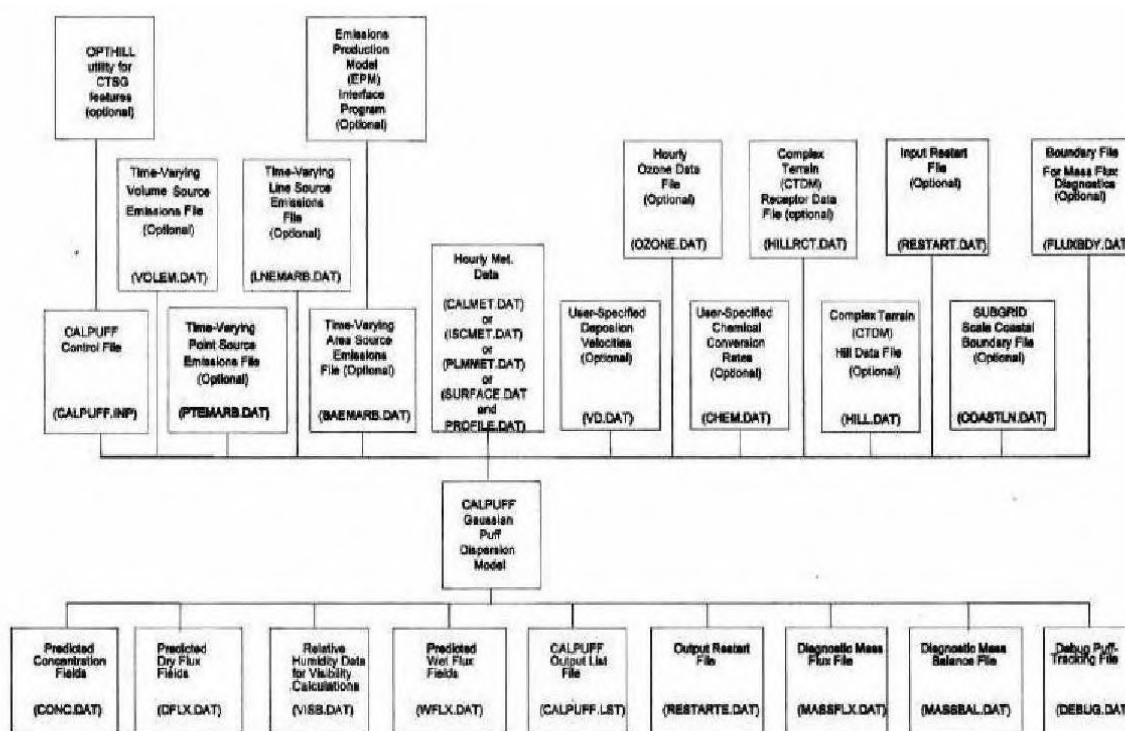 OPTHILL
utility for
CTSG
features
(optional)
Emissions
Production
Model
(EPM)
Interface
Program
(Optional)
Time-Varying
Volume Source
Emissions File
(Optional)
(VOLEM.DAT)
Time-Varying
Line Source
Emissions
File
(Optional)
(LNEMARB.DAT)
Hourly
Ozone Data
File
(Optional)
(OZONE.DAT)
Complex
Terrain
(CTDM)
Receptor Data
File (optional)
(HILLRCT.DAT)
Input Restart
File
(Optional)
(RESTART.DAT)
Boundary File
For Mass Flux
Diagnostics
(Optional)
(FLUXBDY.DAT)
CALPUFF
Control File
(CALPUFF.INP)
Time-Varying
Point Source
Emissions File
(Optional)
(PTEMARB.DAT)
Time-Varying
Area Source
Emissions
File (Optional)
(BAEMARB.DAT)
Hourly Met.
Data
(CALMET.DAT)
or
(ISCMET.DAT)
or
(PLMMET.DAT)
or
(SURFACE.DAT
and
PROFILE.DAT)
User-Specified
Deposition
Velocities
(Optional)
(VD.DAT)
User-Specified
Chemical
Conversion
Rates
(Optional)
(CHEM.DAT)
Complex Terrain
(CTDM)
Hill Data File
(Optional)
(HILL.DAT)
SUBGRID
Scale Coastal
Boundary File
(Optional)
(COASTLN.DAT)
CALPUFF
Gaussian
Puff
Dispersion
Model
Predicted
Concentration
Fields
(CONC.DAT)
Predicted
Dry Flux
Fields
(DFLX.DAT)
Relative
Humidity Data
for Visibility
Calculations
(VISB.DAT)
Predicted
Wet Flux
Fields
(WFLX.DAT)
CALPUFF
Output List
File
(CALPUFF.LST)
Output Restart
File
(RESTARTE.DAT)
Diagnostic Mass
Flux File
(MASSFLX.DAT)
Diagnostic Mass
Balance File
(MASSBAL.DAT)
Debug Puff-
Tracking File
(DEBUG.DAT)